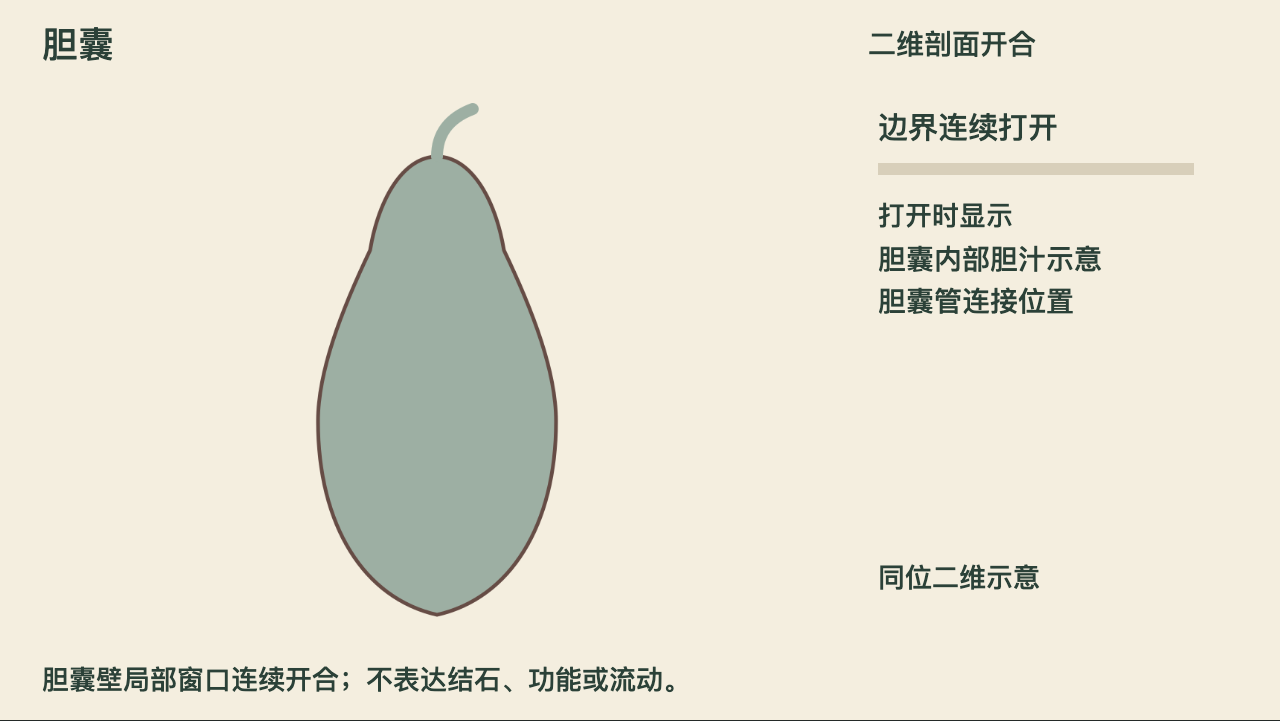 胆囊
二维剖面开合
边界连续打开
打开时显示
胆囊内部胆汁示意
胆囊管连接位置
同位二维示意
胆囊壁局部窗口连续开合；不表达结石、功能或流动。